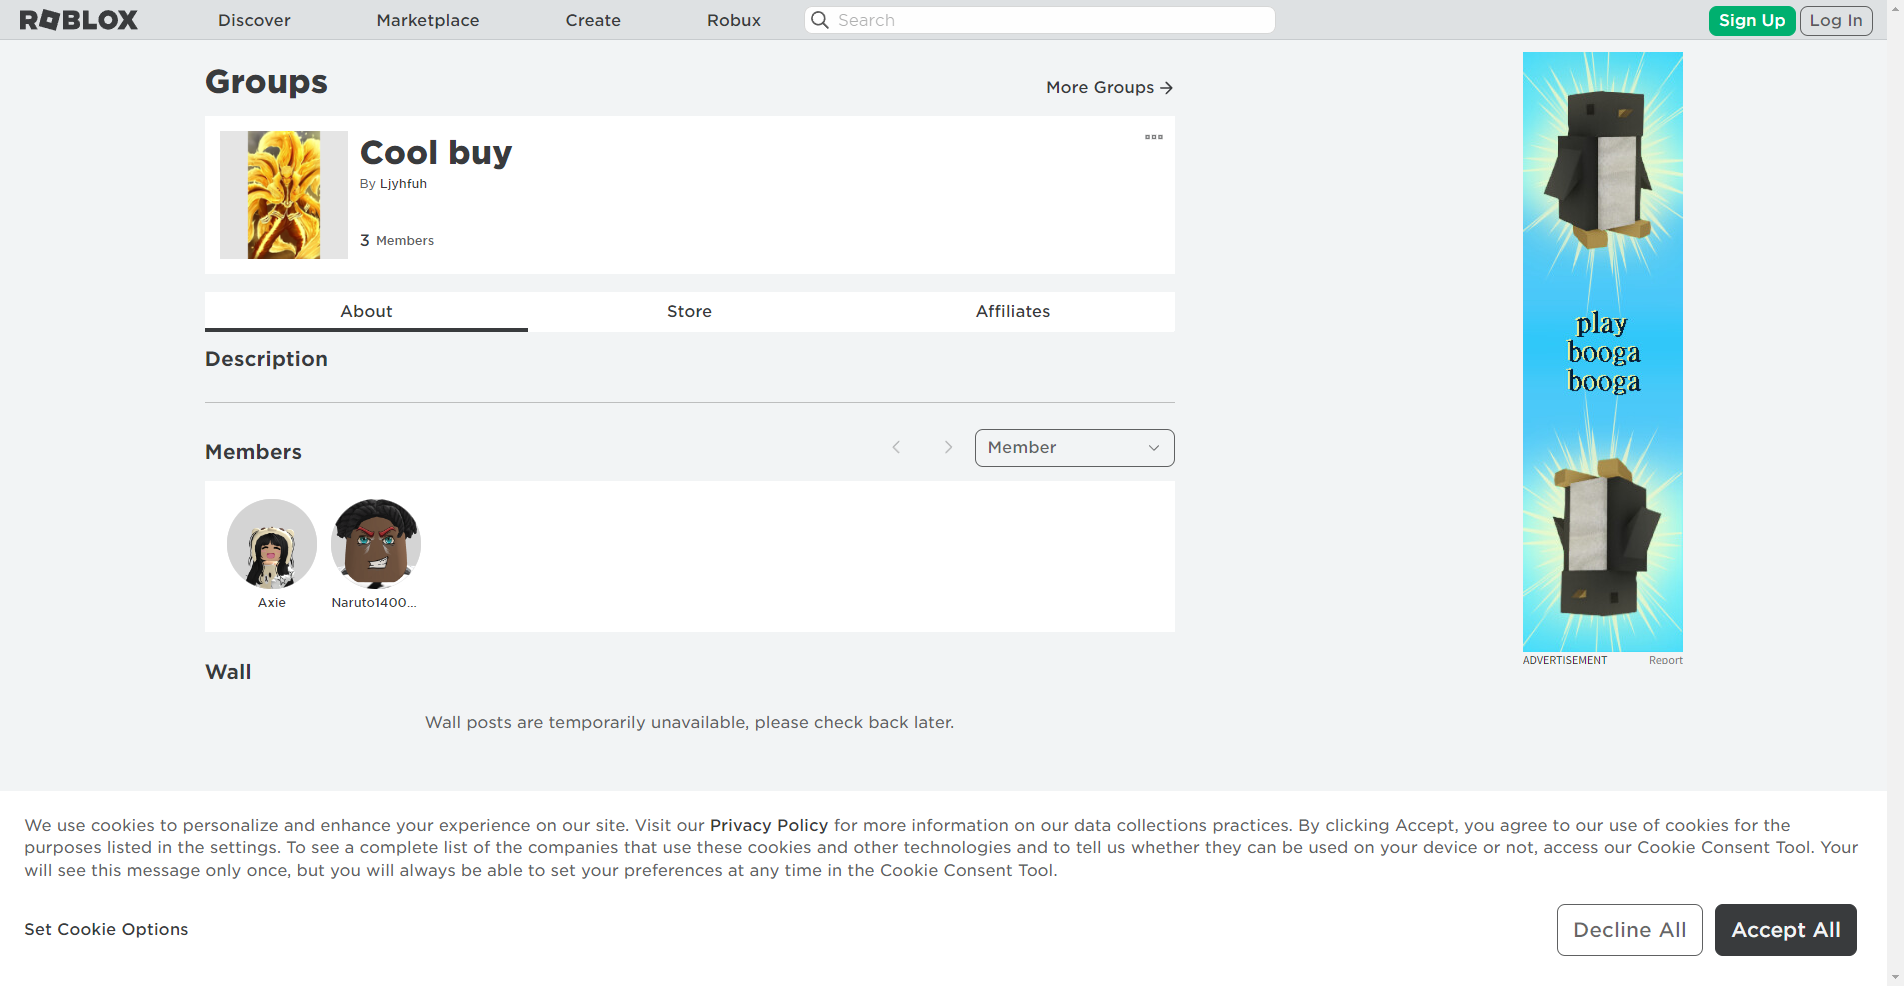 ROBLOX
Discover
Marketplace
Create
Robux
Search
Sign Up
Log In
Groups
More Groups
Cool buy
By Ljyhfuh
3 Members
About
Store
Affiliates
Description
Members
Member
Axie
Naruto1400...
Wall
Wall posts are temporarily unavailable, please check back later.
play
booga
booga
ADVERTISEMENT
Report
We use cookies to personalize and enhance your experience on our site. Visit our Privacy Policy for more information on our data collections practices. By clicking Accept, you agree to our use of cookies for the
purposes listed in the settings. To see a complete list of the companies that use these cookies and other technologies and to tell us whether they can be used on your device or not, access our Cookie Consent Tool. Your
will see this message only once, but you will always be able to set your preferences at any time in the Cookie Consent Tool.
Set Cookie Options
Decline All
Accept All